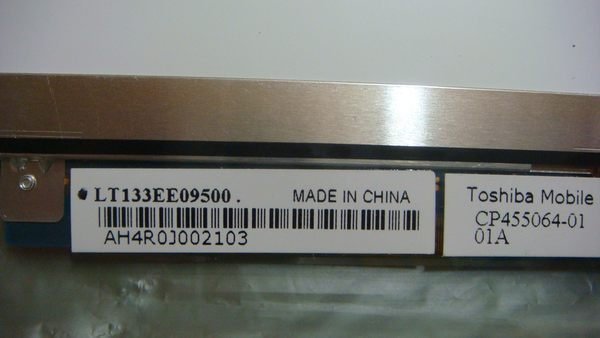 LT133EE09500 .
MADE IN CHINA
AH4R0J002103
Toshiba Mobile
CP455064-01
01A